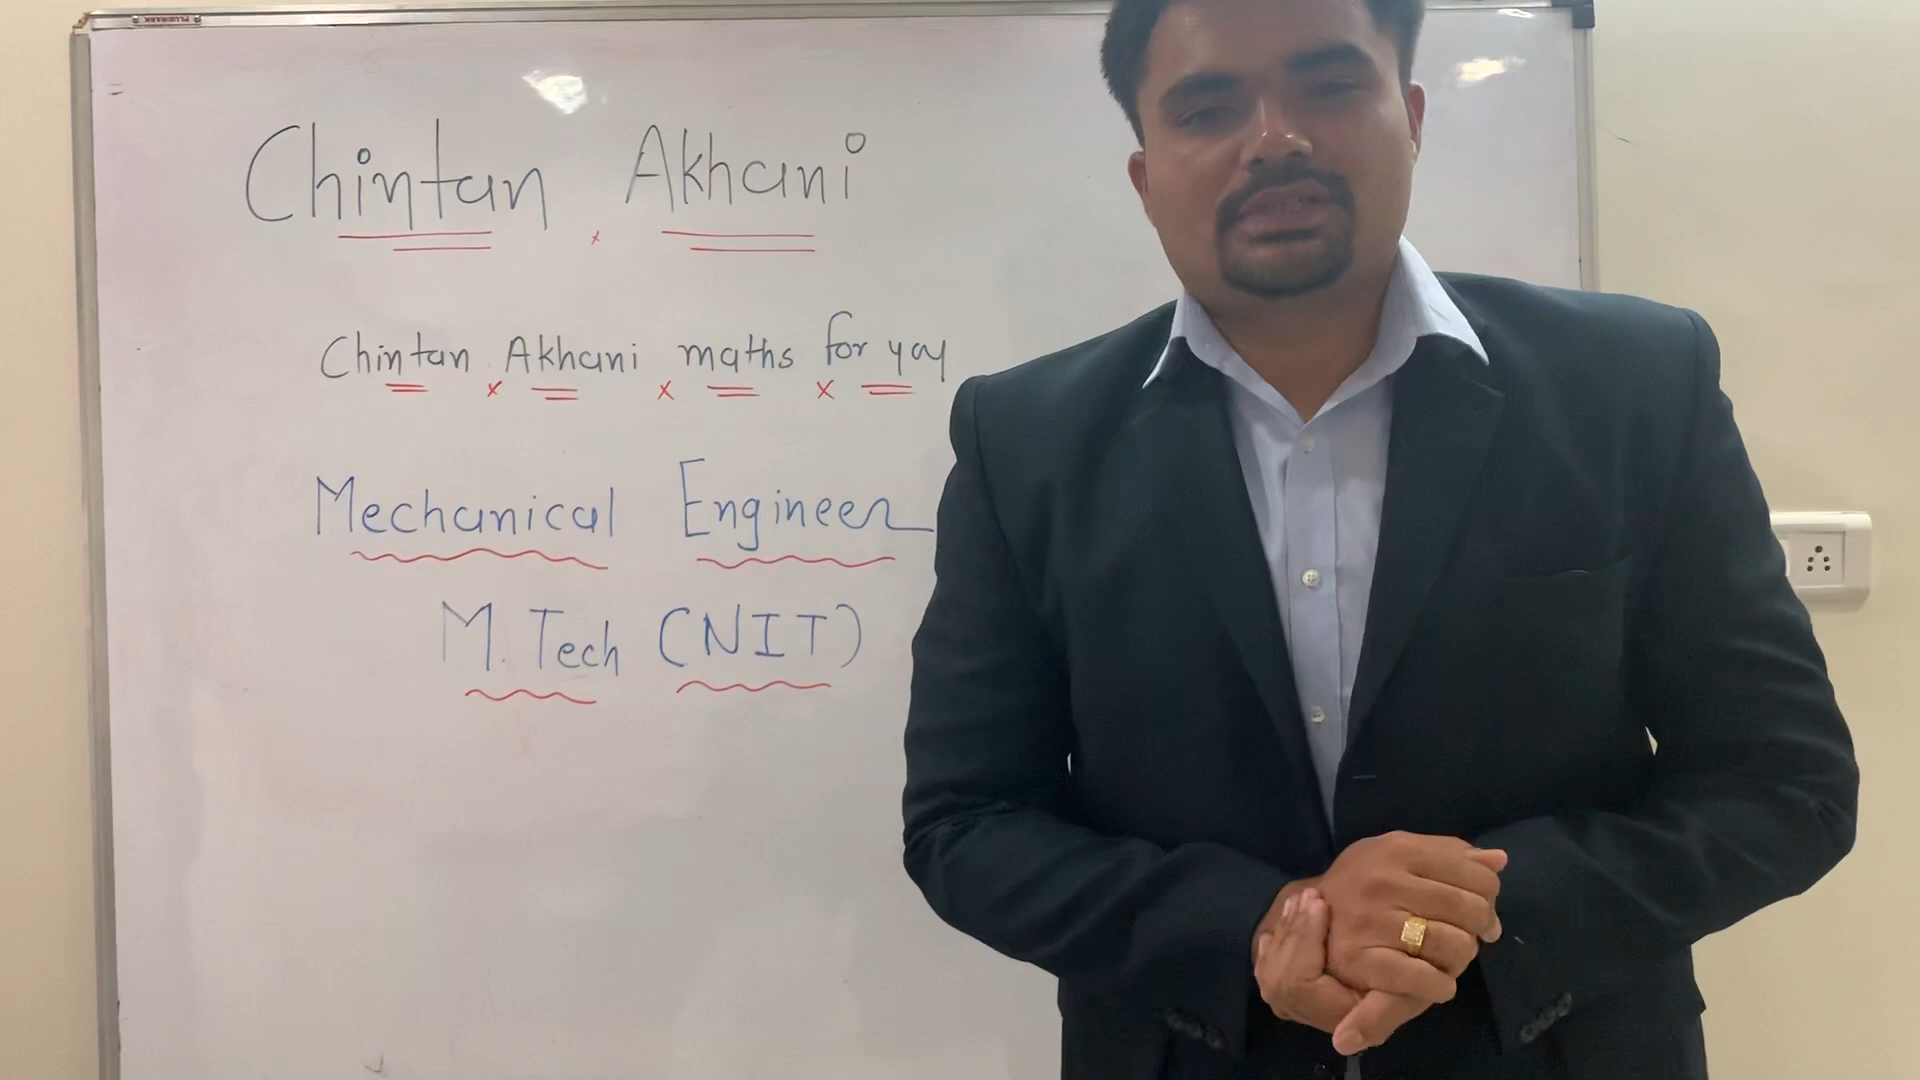 Chintan Akhani
Chintan Akhani maths for you
Mechanical Engineer
M.Tech (NIT)